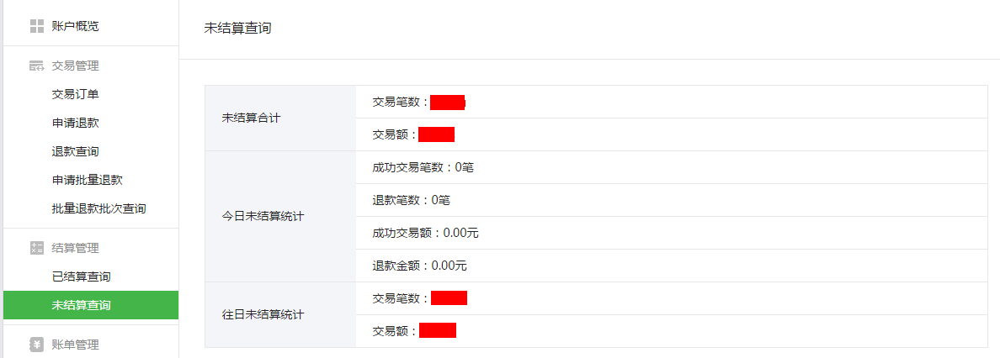 账户概览
交易管理
交易订单
申请退款
退款查询
申请批量退款
批量退款批次查询
结算管理
已结算查询
未结算查询
账单管理
未结算查询
未结算合计
交易笔数：
交易额：
今日未结算统计
成功交易笔数：0笔
退款笔数：0笔
成功交易额：0.00元
退款金额：0.00元
往日未结算统计
交易笔数：
交易额：